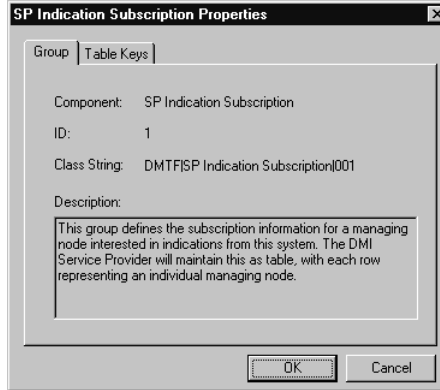 SP Indication Subscription Properties
Group Table Keys
Component: SP Indication Subscription
ID: 1
Class String: DMTF|SP Indication Subscription|001
Description:
This group defines the subscription information for a managing
node interested in indications from this system. The DMI
Service Provider will maintain this as table, with each row
representing an individual managing node.
OK Cancel